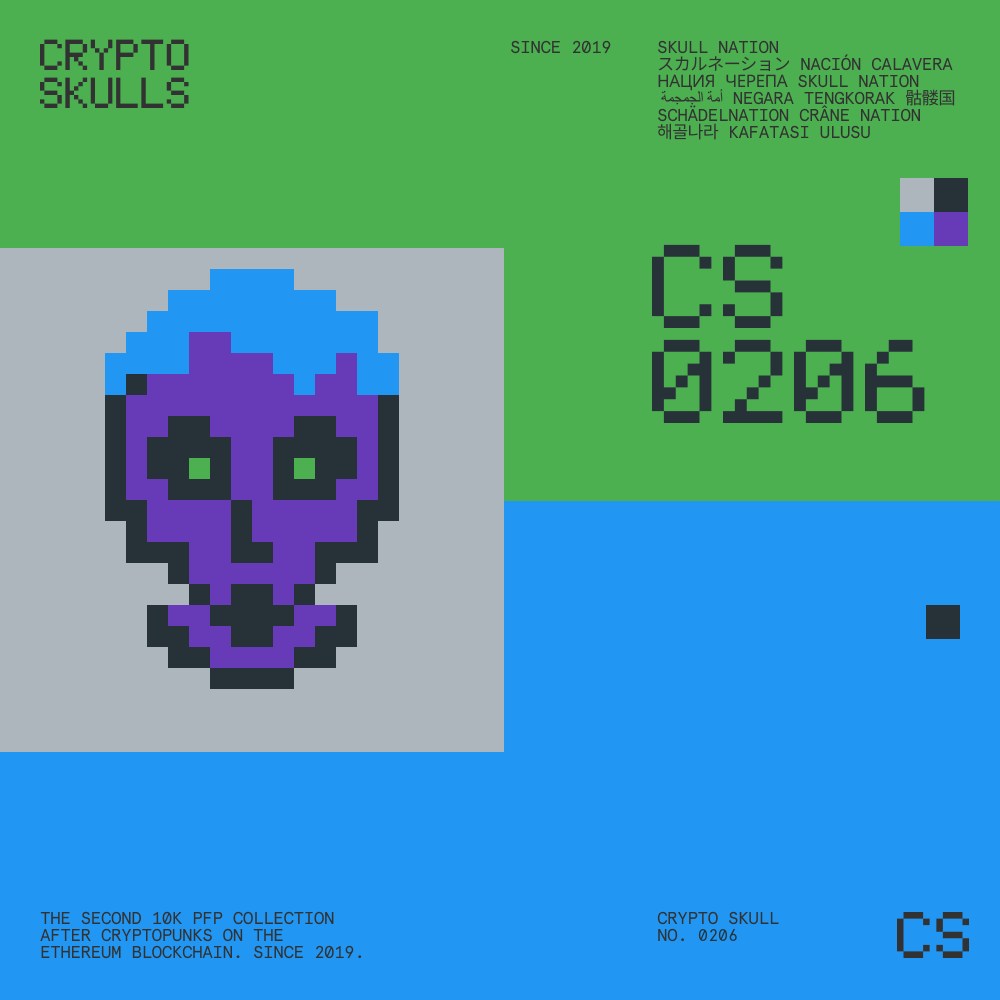 CRYPTO
SKULLS
SINCE 2019
SKULL NATION
スカルネーション NACIÓN CALAVERA
НАЦИЯ ЧЕРЕПА SKULL NATION
أمة الجمجمة NEGARA TENGKORAK 骷髅国
SCHÄDELNATION CRÂNE NATION
해골나라 KAFATASI ULUSU
CS
0206
THE SECOND 10K PFP COLLECTION
AFTER CRYPTOPUNKS ON THE
ETHEREUM BLOCKCHAIN. SINCE 2019.
CRYPTO SKULL
NO. 0206
CS